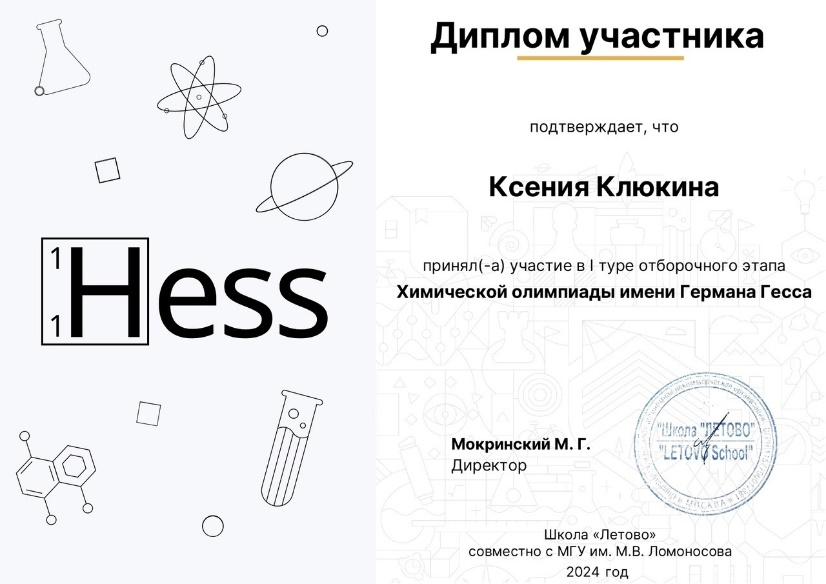 1
1
Hess
Диплом участника
подтверждает, что
Ксения Клюкина
принял(-а) участие в I туре отборочного этапа
Химической олимпиады имени Германа Гесса
Мокринский М. Г.
Директор
"Школа "ЛЕТОВО"
"LETOVO School"
МОСКВА
Школа «Летово»
совместно с МГУ им. М.В. Ломоносова
2024 год